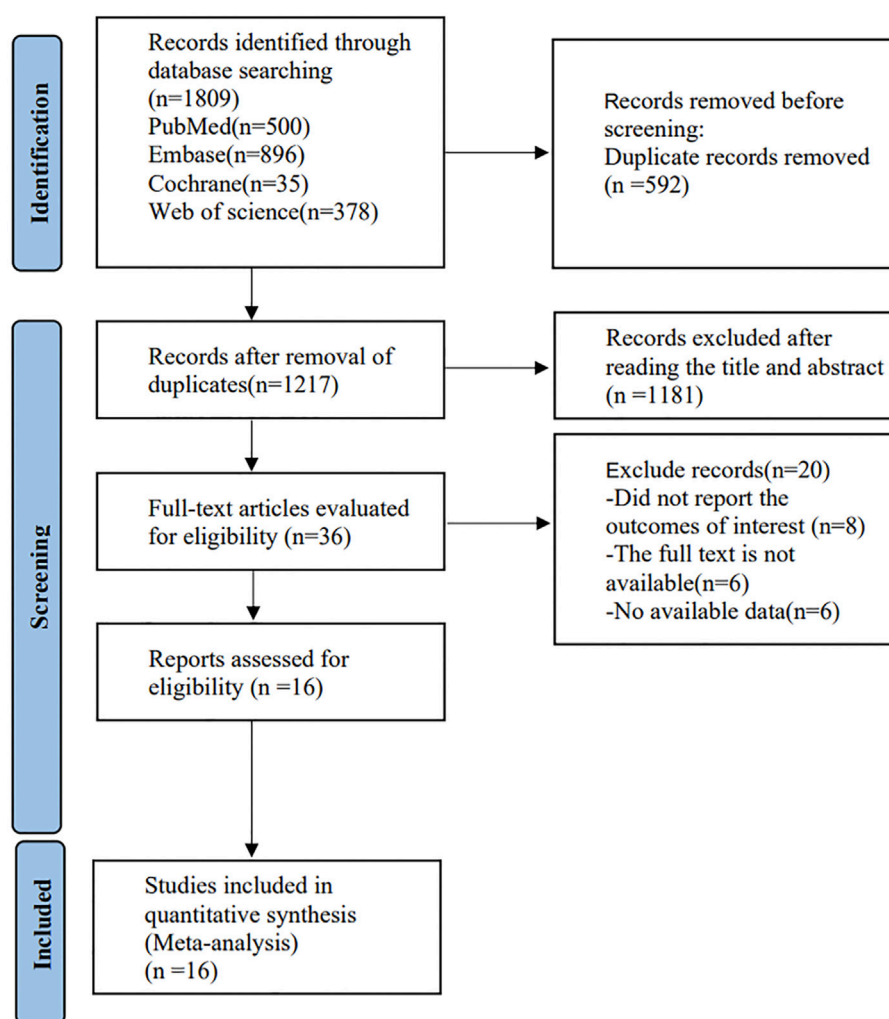 Identification
Records identified through
database searching
(n=1809)
PubMed(n=500)
Embase(n=896)
Cochrane(n=35)
Web of science(n=378)
Records removed before
screening:
Duplicate records removed
(n =592)
Screening
Records after removal of
duplicates(n=1217)
Records excluded after
reading the title and abstract
(n =1181)
Full-text articles evaluated
for eligibility (n=36)
Exclude records(n=20)
-Did not report the
outcomes of interest (n=8)
-The full text is not
available(n=6)
-No available data(n=6)
Reports assessed for
eligibility (n =16)
Included
Studies included in
quantitative synthesis
(Meta-analysis)
(n =16)